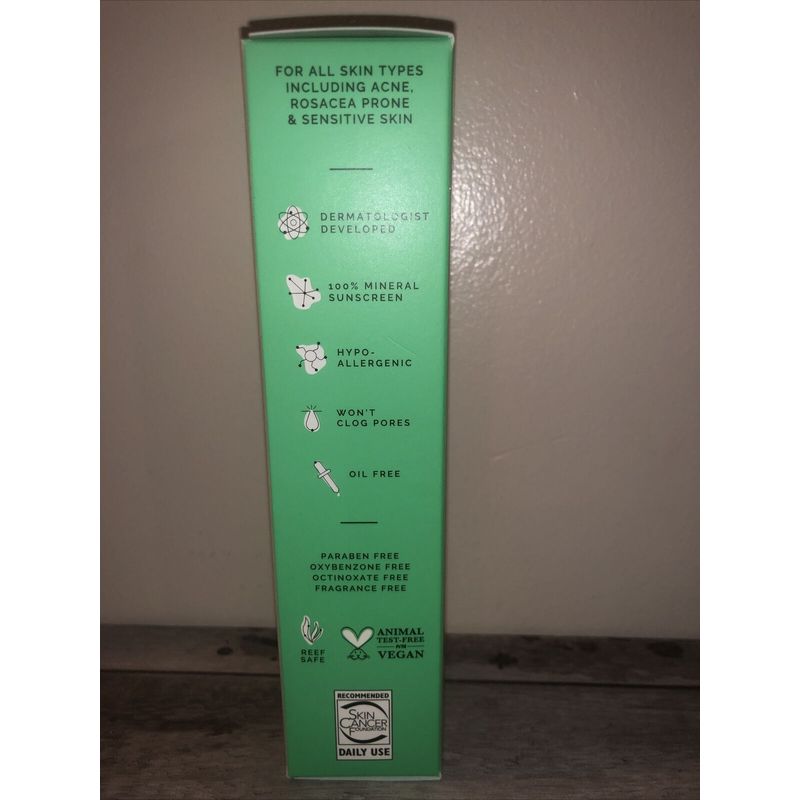 FOR ALL SKIN TYPES
INCLUDING ACNE,
ROSACEA PRONE
& SENSITIVE SKIN
DERMATOLOGIST
DEVELOPED
100% MINERAL
SUNSCREEN
HYPO-
ALLERGENIC
WON'T
CLOG PORES
OIL FREE
PARABEN FREE
OXYBENZONE FREE
OCTINOXATE FREE
FRAGRANCE FREE
REEF
SAFE
ANIMAL
TEST-FREE
VEGAN
RECOMMENDED
SKIN
CANCER
FOUNDATION
DAILY USE